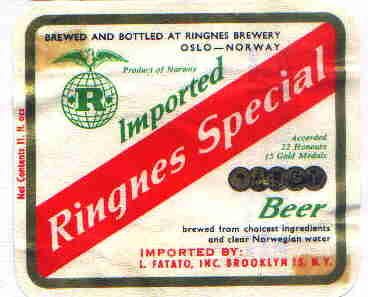 BREWED AND BOTTLED AT RINGNES BREWERY
OSLO—NORWAY
Product of Norway
R
Imported
Ringnes Special
Awarded
22 Honours
15 Gold Medals
Beer
brewed from choicest ingredients
and clear Norwegian water
IMPORTED BY:
L. FATATO, INC. BROOKLYN 15, N.Y.
Net Contents 11 fl. ozs